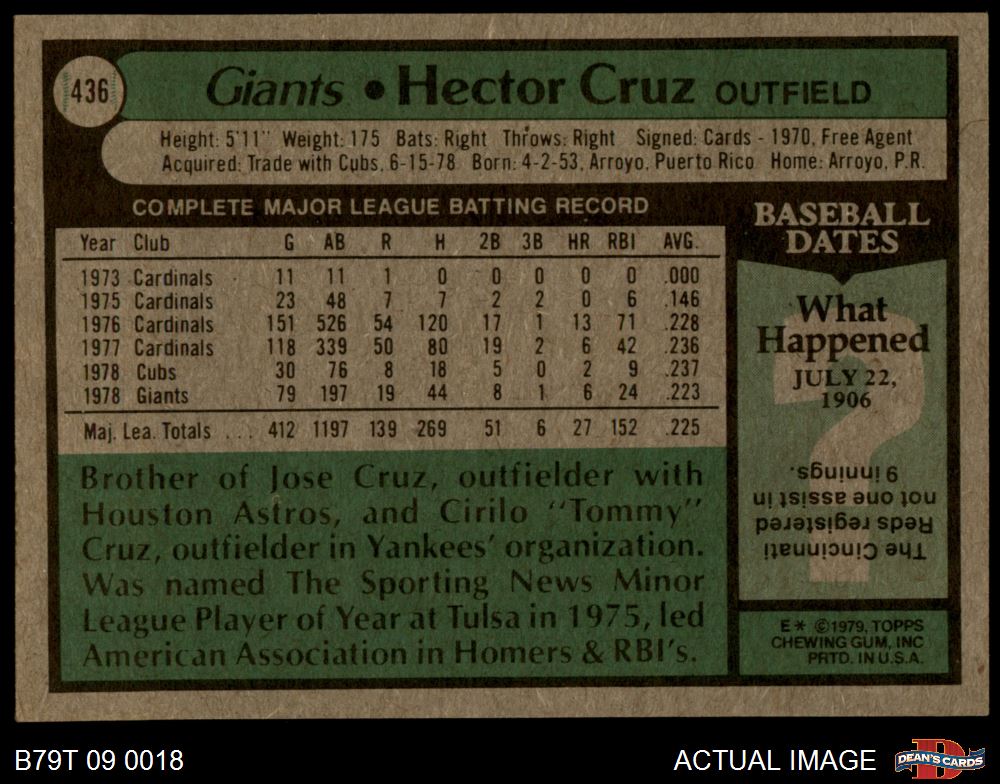 436
Giants • Hector Cruz OUTFIELD
Height: 5'11" Weight: 175 Bats: Right Throws: Right Signed: Cards - 1970, Free Agent
Acquired: Trade with Cubs, 6-15-78 Born: 4-2-53, Arroyo, Puerto Rico Home: Arroyo, P.R.
COMPLETE MAJOR LEAGUE BATTING RECORD
Year Club G AB R H 2B 3B HR RBI AVG.
1973 Cardinals 11 11 1 0 0 0 0 0 .000
1975 Cardinals 23 48 7 7 2 2 0 6 .146
1976 Cardinals 151 526 54 120 17 1 13 71 .228
1977 Cardinals 118 339 50 80 19 2 6 42 .236
1978 Cubs 30 76 8 18 5 0 2 9 .237
1978 Giants 79 197 19 44 8 1 6 24 .223
Maj. Lea. Totals . . . 412 1197 139 269 51 6 27 152 .225
Brother of Jose Cruz, outfielder with
Houston Astros, and Cirilo "Tommy"
Cruz, outfielder in Yankees' organization.
Was named The Sporting News Minor
League Player of Year at Tulsa in 1975, led
American Association in Homers & RBI's.
BASEBALL
DATES
What
Happened
JULY 22,
1906
?
The Cincinnati
Reds registered
not one assist in
9 innings.
E* ©1979, TOPPS
CHEWING GUM, INC
PRTD. IN U.S.A.
B79T 09 0018
ACTUAL IMAGE
D
DEAN'S CARDS